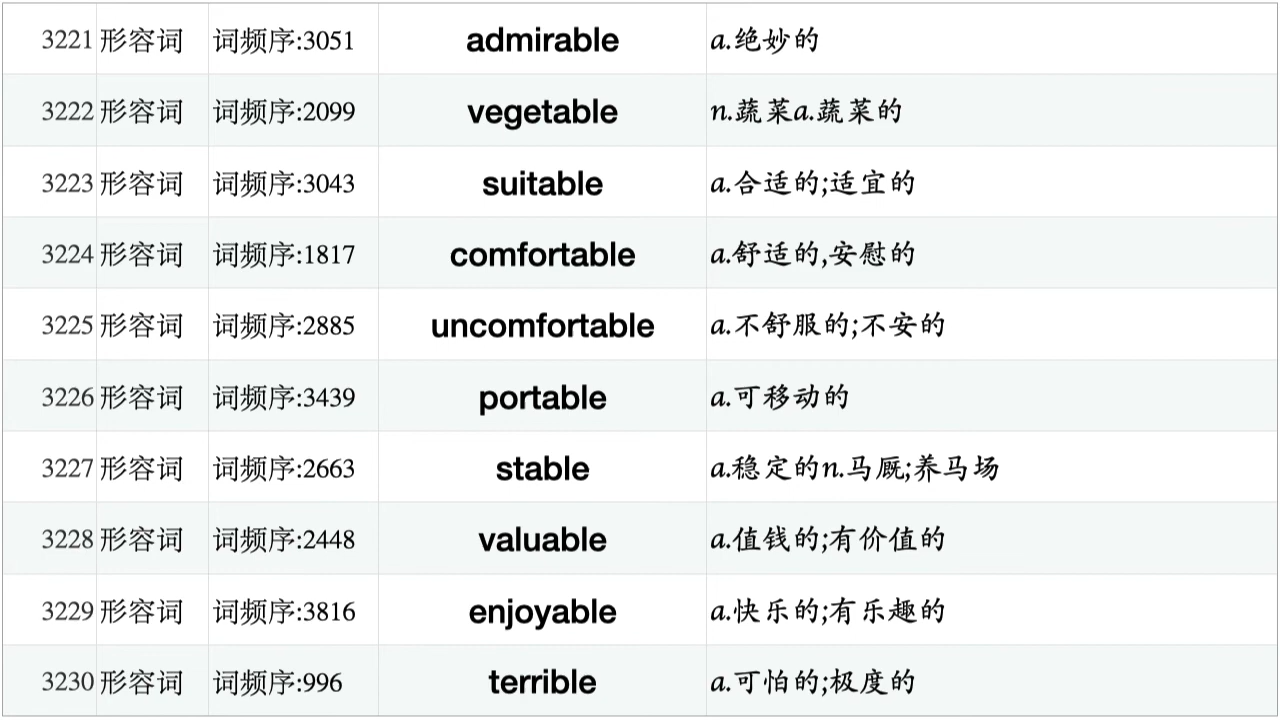 3221 形容词 词频序:3051 admirable a.绝妙的
3222 形容词 词频序:2099 vegetable n.蔬菜a.蔬菜的
3223 形容词 词频序:3043 suitable a.合适的;适宜的
3224 形容词 词频序:1817 comfortable a.舒适的,安慰的
3225 形容词 词频序:2885 uncomfortable a.不舒服的;不安的
3226 形容词 词频序:3439 portable a.可移动的
3227 形容词 词频序:2663 stable a.稳定的n.马厩;养马场
3228 形容词 词频序:2448 valuable a.值钱的;有价值的
3229 形容词 词频序:3816 enjoyable a.快乐的;有乐趣的
3230 形容词 词频序:996 terrible a.可怕的;极度的